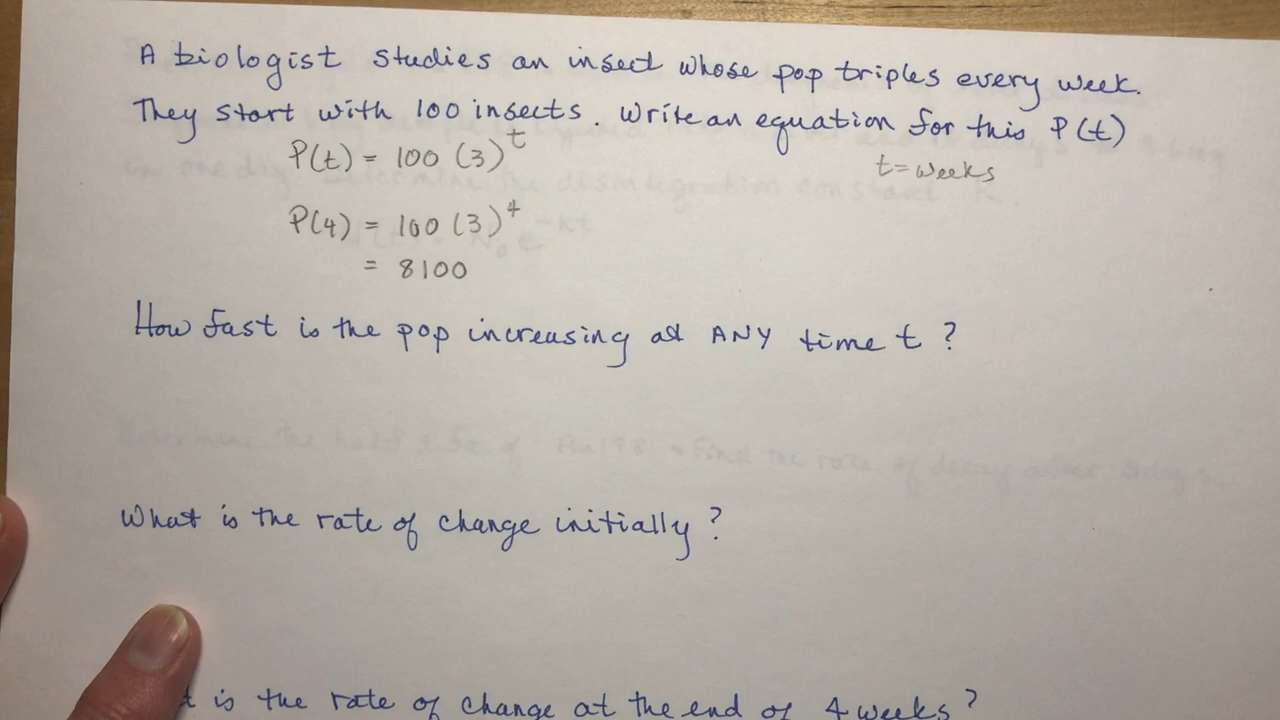 A biologist studies an insect whose pop triples every week.
They start with 100 insects. Write an equation for this P(t)
P(t) = 100 (3)^t
t = weeks
P(4) = 100 (3)^4
= 8100
How fast is the pop increasing at ANY time t?
What is the rate of change initially?
is the rate of change at the end of 4 weeks?